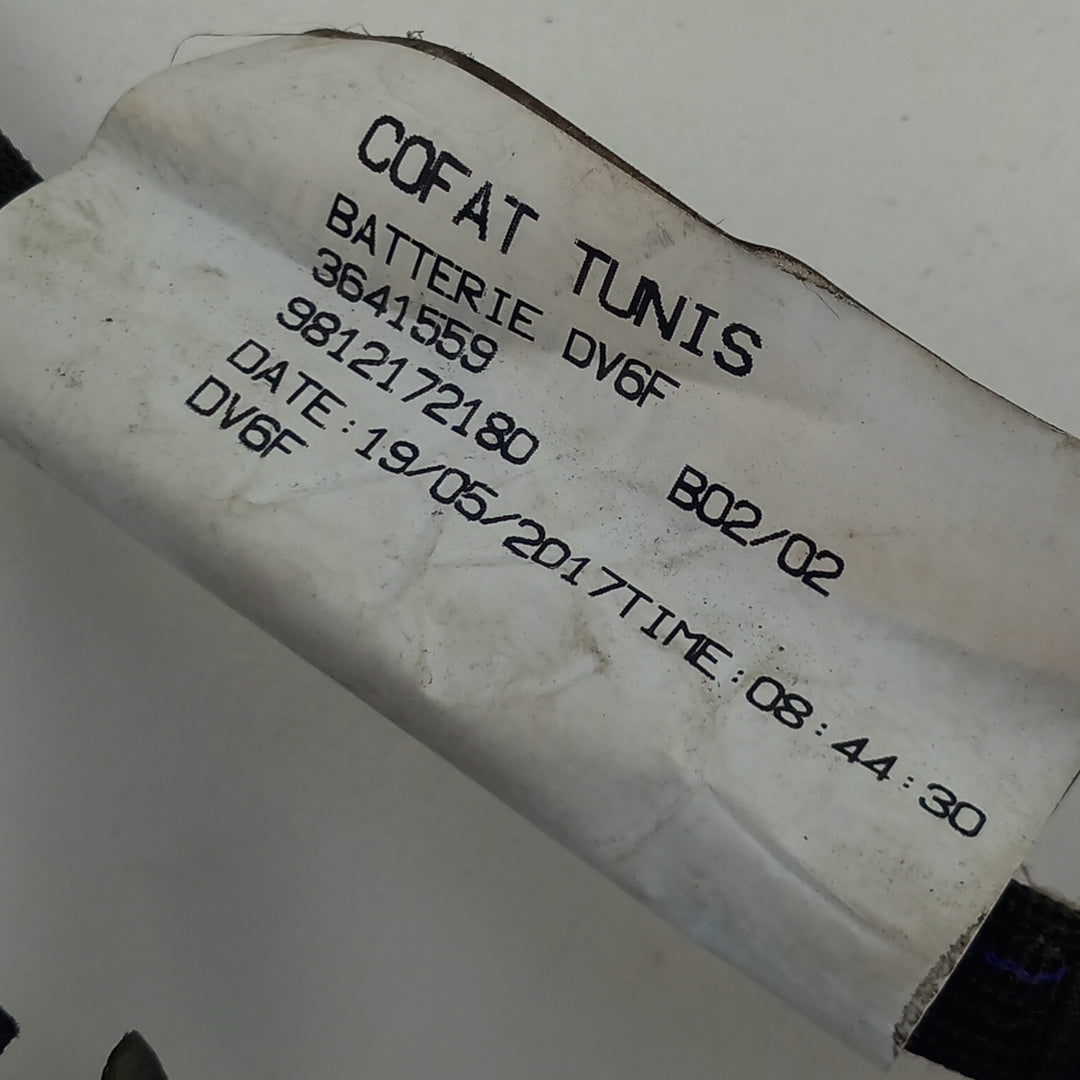 COFAT TUNIS
BATTERIE DV6F
3641559
9812172180 B02/02
DATE:19/05/2017TIME:08:44:30
DV6F